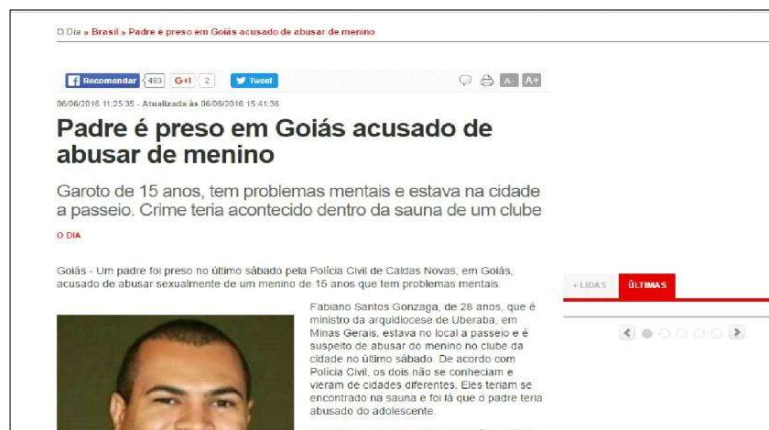 O Dia » Brasil » Padre é preso em Goiás acusado de abusar de menino
Recomendar 493 G+1 2 Tweet A- A+
06/06/2016 11:25:35 - Atualizada às 06/06/2016 15:41:36
Padre é preso em Goiás acusado de
abusar de menino
Garoto de 15 anos, tem problemas mentais e estava na cidade
a passeio. Crime teria acontecido dentro da sauna de um clube
O DIA
Goiás - Um padre foi preso no último sábado pela Polícia Civil de Caldas Novas, em Goiás,
acusado de abusar sexualmente de um menino de 15 anos que tem problemas mentais.
Fabiano Santos Gonzaga, de 28 anos, que é
ministro da arquidiocese de Uberaba, em
Minas Gerais, estava no local a passeio e é
suspeito de abusar do menino no clube da
cidade no último sábado. De acordo com
Polícia Civil, os dois não se conheciam e
vieram de cidades diferentes. Eles teriam se
encontrado na sauna e foi lá que o padre teria
abusado do adolescente.
+ LIDAS ÚLTIMAS